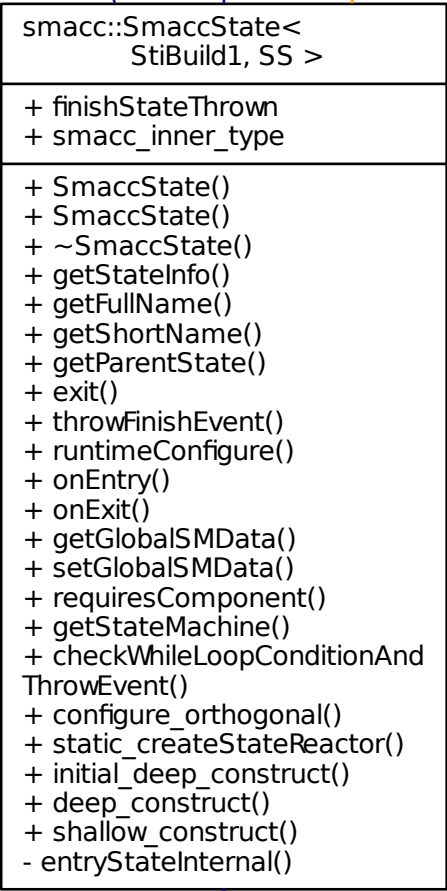 smacc::SmaccState<
StiBuild1, SS >
+ finishStateThrown
+ smacc_inner_type
+ SmaccState()
+ SmaccState()
+ ~SmaccState()
+ getStateInfo()
+ getFullName()
+ getShortName()
+ getParentState()
+ exit()
+ throwFinishEvent()
+ runtimeConfigure()
+ onEntry()
+ onExit()
+ getGlobalSMData()
+ setGlobalSMData()
+ requiresComponent()
+ getStateMachine()
+ checkWhileLoopConditionAnd
ThrowEvent()
+ configure_orthogonal()
+ static_createStateReactor()
+ initial_deep_construct()
+ deep_construct()
+ shallow_construct()
- entryStateInternal()